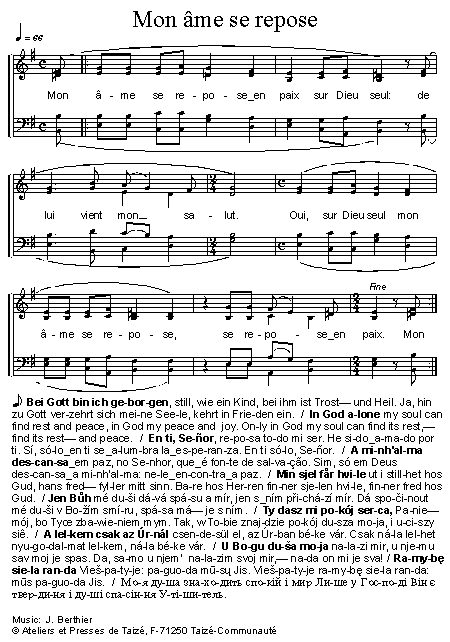 Mon âme se repose
= 66
Mon â - me se re - po - se_en paix sur Dieu seul: de
lui vient mon_ sa - lut. Oui, sur Dieu seul mon
Fine
â - me se re - po - se, se re - po - se_en paix. Mon
Bei Gott bin ich ge-bor-gen, still, wie ein Kind, bei ihm ist Trost— und Heil. Ja, hin
zu Gott ver-zehrt sich mei-ne See-le, kehrt in Frie-den ein. / In God a-lone my soul can
find rest and peace, in God my peace and joy. On-ly in God my soul can find its rest,—
find its rest— and peace. / En ti, Se-ñor, re-po-sa to-do mi ser. He si-do_a-ma-do por
ti. Sí, só-lo_en ti se_a-lum-bra la_es-pe-ran-za. En ti só-lo, Se-ñor. / A mi-nh'al-ma
des-can-sa_em paz, no Se-nhor, que_é fon-te de sal-va-ção. Sim, só em Deus
des-can-sa_a mi-nh'al-ma: ne-le_en-con-tra_a paz. / Min sjel får hvi-le ut i still-het hos
Gud, hans fred— fyl-ler mitt sinn. Ba-re hos Her-ren fin-ner sje-len hvi-le, fin-ner fred hos
Gud. / Jen Bůh mé du-ši dá-vá spá-su a mír, jen s_ním při-chá-zí mír. Dá spo-či-nout
mé du-ši v Bo-žím smí-ru, spá-sa má— je s ním. / Ty dasz mi po-kój ser-ca, Pa-nie—
mój, bo Tyś zba-wie-niem mym. Tak, w To-bie znaj-dzie po-kój du-sza mo-ja, i u-ci-szy
się. / A lel-kem csak az Úr-nál csen-de-sül el, az Úr-ban bé-ke vár. Csak ná-la lel-het
nyu-go-dal-mat lel-kem, ná-la bé-ke vár. / U Bo-gu du-ša mo-ja na-la-zi mir, u nje-mu
sav moj je spas. Da, sa-mo u njem' na-la-zim svoj mir,— na-da on mi je sva! / Ra-my-bę
sie-la ran-da Vieš-pa-ty-je: pa-guo-da mū-sų Jis. Vieš-pa-ty-je ra-my-bę sie-la ran-da:
mūs pa-guo-da Jis. / Мо-я ду-ша зна-хо-дить спо-кій і мир Ли-ше у Гос-по-ді Він є
твер-ди-ня і ду-ші спа-сін-ня У-ті-ши-тель.
Music: J. Berthier
© Ateliers et Presses de Taizé, F-71250 Taizé-Communauté